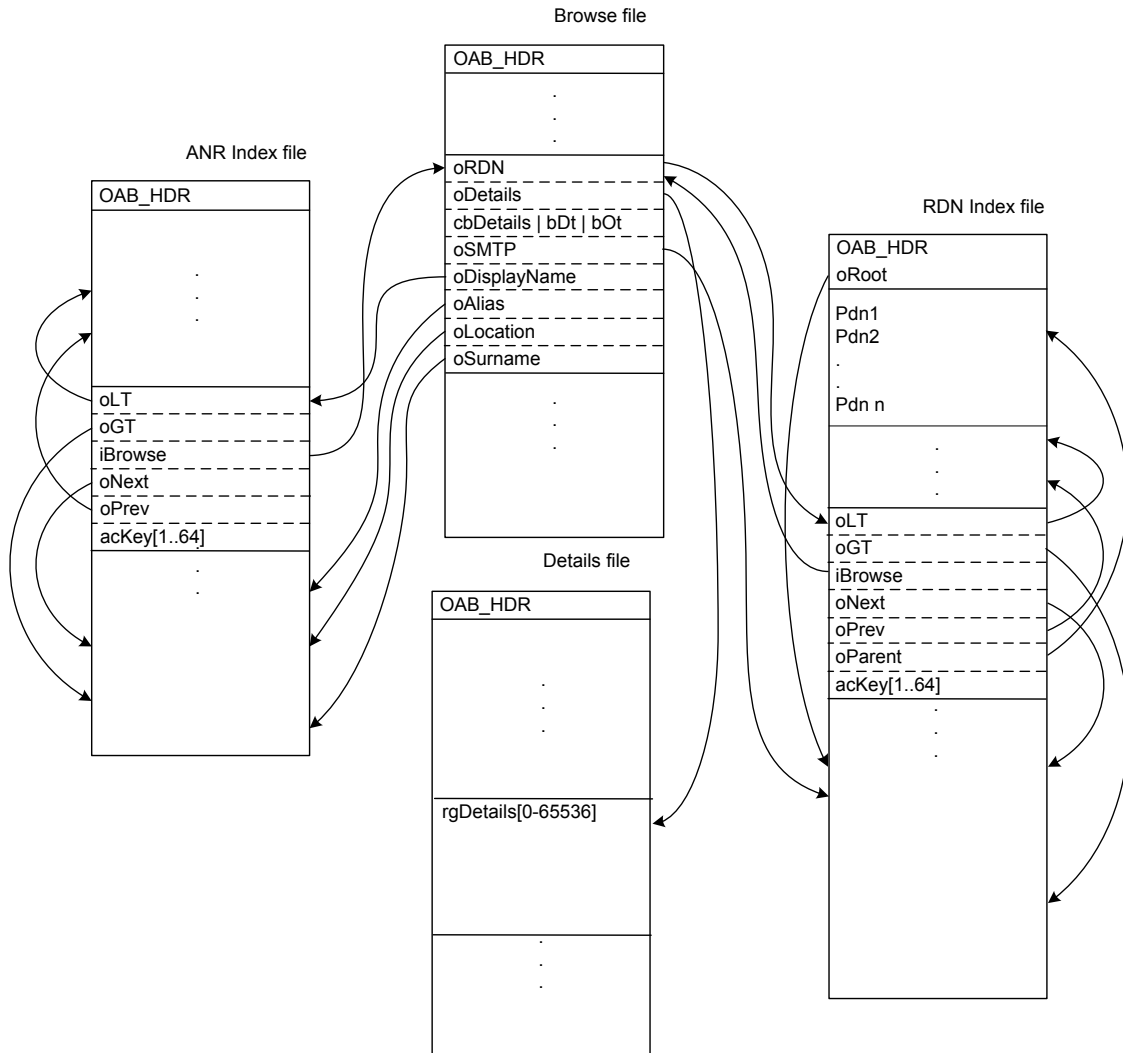 Browse file
OAB_HDR
.
.
.
oRDN
oDetails
cbDetails | bDt | bOt
oSMTP
oDisplayName
oAlias
oLocation
oSurname
.
.
.
ANR Index file
OAB_HDR
.
.
.
oLT
oGT
iBrowse
oNext
oPrev
acKey[1..64]
.
.
.
Details file
OAB_HDR
.
.
.
rgDetails[0-65536]
.
.
.
RDN Index file
OAB_HDR
oRoot
Pdn1
Pdn2
.
.
Pdn n
.
.
.
oLT
oGT
iBrowse
oNext
oPrev
oParent
acKey[1..64]
.
.
.